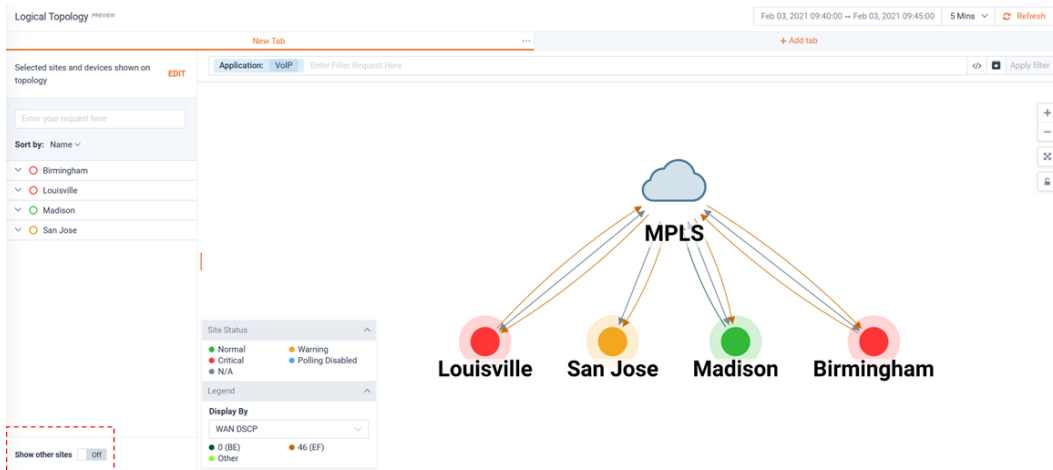 Logical Topology PREVIEW
Feb 03, 2021 09:40:00 – Feb 03, 2021 09:45:00 5 Mins Refresh
New Tab ... + Add tab
Selected sites and devices shown on
topology
EDIT
Application: VoIP Enter Filter Request Here
</> Apply filter
Enter your request here
Sort by: Name
Birmingham
Louisville
Madison
San Jose
MPLS
Louisville San Jose Madison Birmingham
Site Status
Normal Warning
Critical Polling Disabled
N/A
Legend
Display By
WAN DSCP
0 (BE) 46 (EF)
Other
Show other sites Off